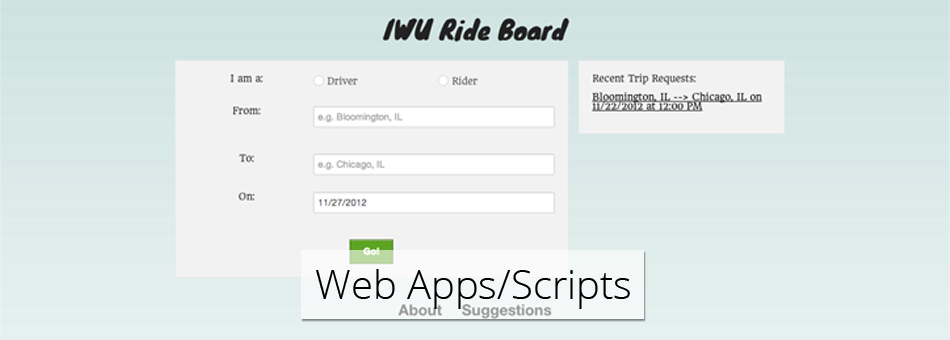 IWU Ride Board
I am a:
Driver
Rider
From:
e.g. Bloomington, IL
To:
e.g. Chicago, IL
On:
11/27/2012
Go!
Recent Trip Requests:
Bloomington, IL --> Chicago, IL on
11/22/2012 at 12:00 PM
Web Apps/Scripts
About Suggestions